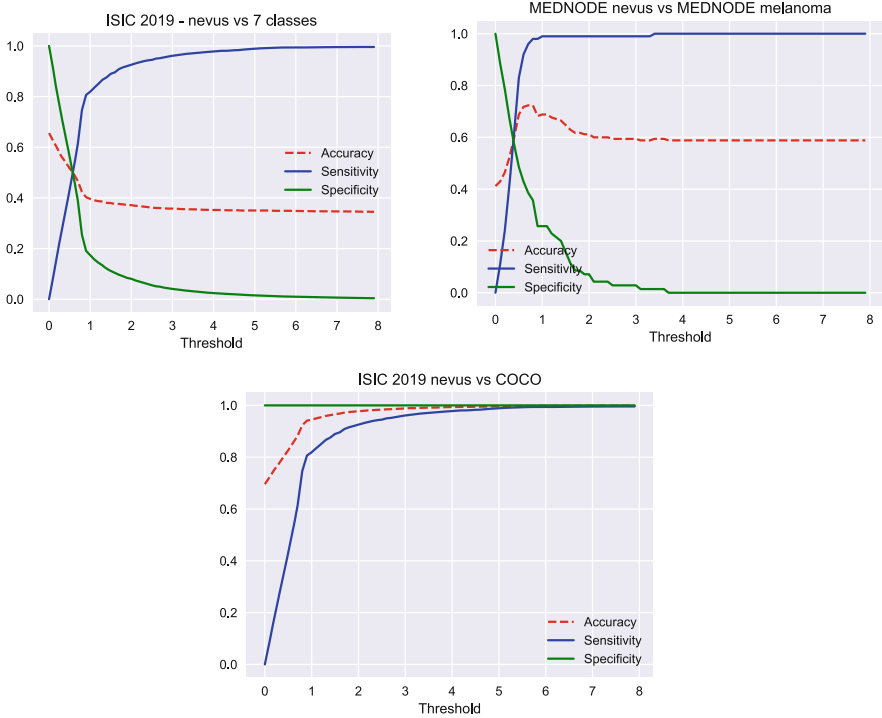 ISIC 2019 - nevus vs 7 classes
1.0
0.8
0.6
0.4
0.2
0.0
Accuracy
Sensitivity
Specificity
0 1 2 3 4 5 6 7 8
Threshold
MEDNODE nevus vs MEDNODE melanoma
1.0
0.8
0.6
0.4
0.2
0.0
Accuracy
Sensitivity
Specificity
0 1 2 3 4 5 6 7 8
Threshold
ISIC 2019 nevus vs COCO
1.0
0.8
0.6
0.4
0.2
0.0
Accuracy
Sensitivity
Specificity
0 1 2 3 4 5 6 7 8
Threshold